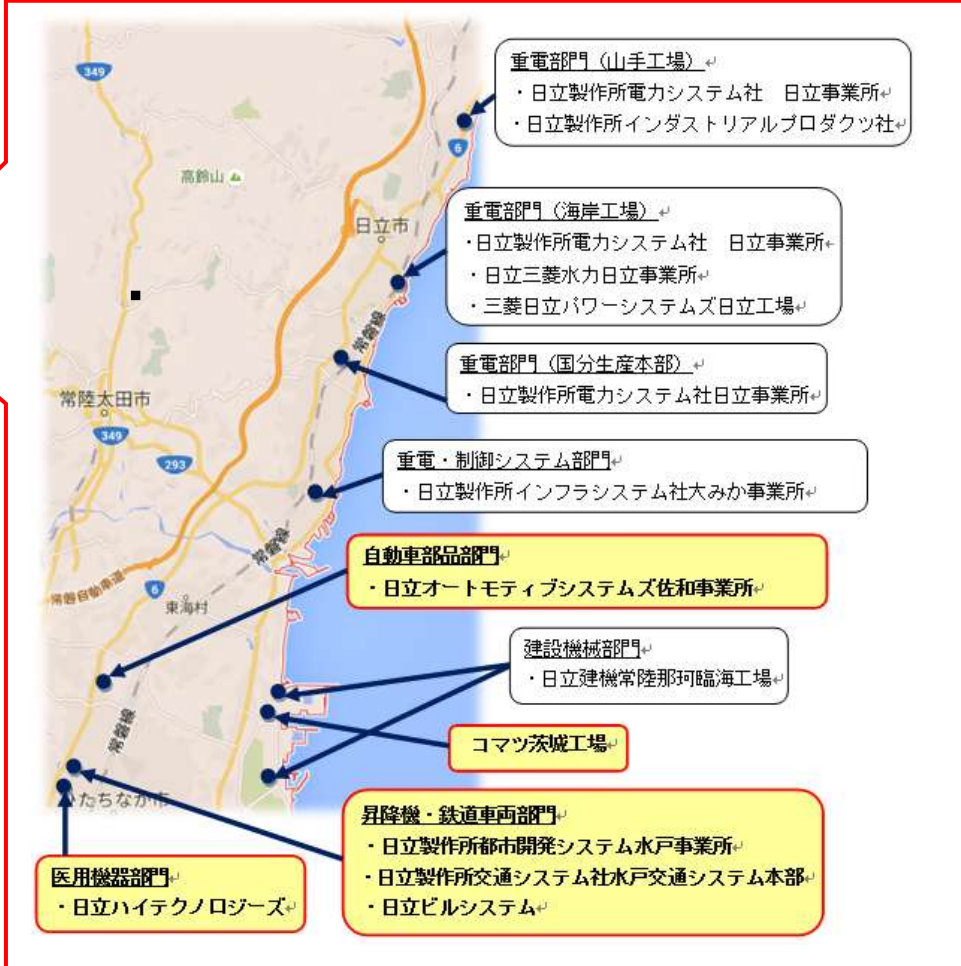 重電部門（山手工場）
・日立製作所電力システム社　日立事業所
・日立製作所インダストリアルプロダクツ社
349
6
高鈴山
日立市
重電部門（海岸工場）
・日立製作所電力システム社　日立事業所
・日立三菱水力日立事業所
・三菱日立パワーシステムズ日立工場
常磐線
重電部門（国分生産本部）
・日立製作所電力システム社日立事業所
常陸太田市
349
293
重電・制御システム部門
・日立製作所インフラシステム社大みか事業所
常磐線
自動車部品部門
・日立オートモティブシステムズ佐和事業所
常磐自動車道
6
東海村
建設機械部門
・日立建機常陸那珂臨海工場
常磐線
コマツ茨城工場
ひたちなか市
昇降機・鉄道車両部門
・日立製作所都市開発システム水戸事業所
・日立製作所交通システム社水戸交通システム本部
・日立ビルシステム
医用機器部門
・日立ハイテクノロジーズ